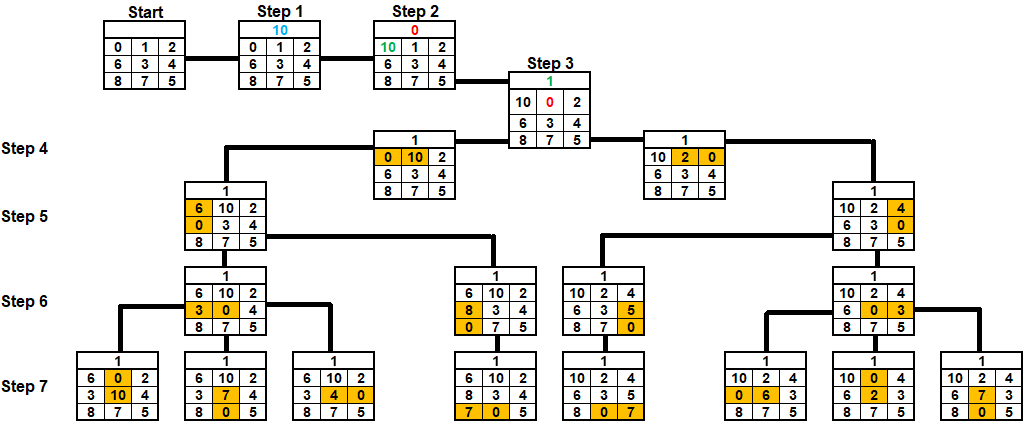 Start
Step 1
Step 2
10
0
0 1 2
0 1 2
10 1 2
6 3 4
6 3 4
6 3 4
8 7 5
8 7 5
8 7 5
Step 3
1
10 0 2
6 3 4
8 7 5
Step 4
1
1
0 10 2
10 2 0
6 3 4
6 3 4
8 7 5
8 7 5
Step 5
1
1
6 10 2
10 2 4
0 3 4
6 3 0
8 7 5
8 7 5
Step 6
1
1
1
1
6 10 2
6 10 2
10 2 4
10 2 4
3 0 4
8 3 4
6 3 5
6 0 3
8 7 5
0 7 5
8 7 0
8 7 5
Step 7
1
1
1
1
1
1
1
1
6 0 2
6 10 2
6 10 2
6 10 2
10 2 4
10 2 4
10 0 4
10 2 4
3 10 4
3 7 4
3 4 0
8 3 4
6 3 5
0 6 3
6 2 3
6 7 3
8 7 5
8 0 5
8 7 5
7 0 5
8 0 7
8 7 5
8 7 5
8 0 5